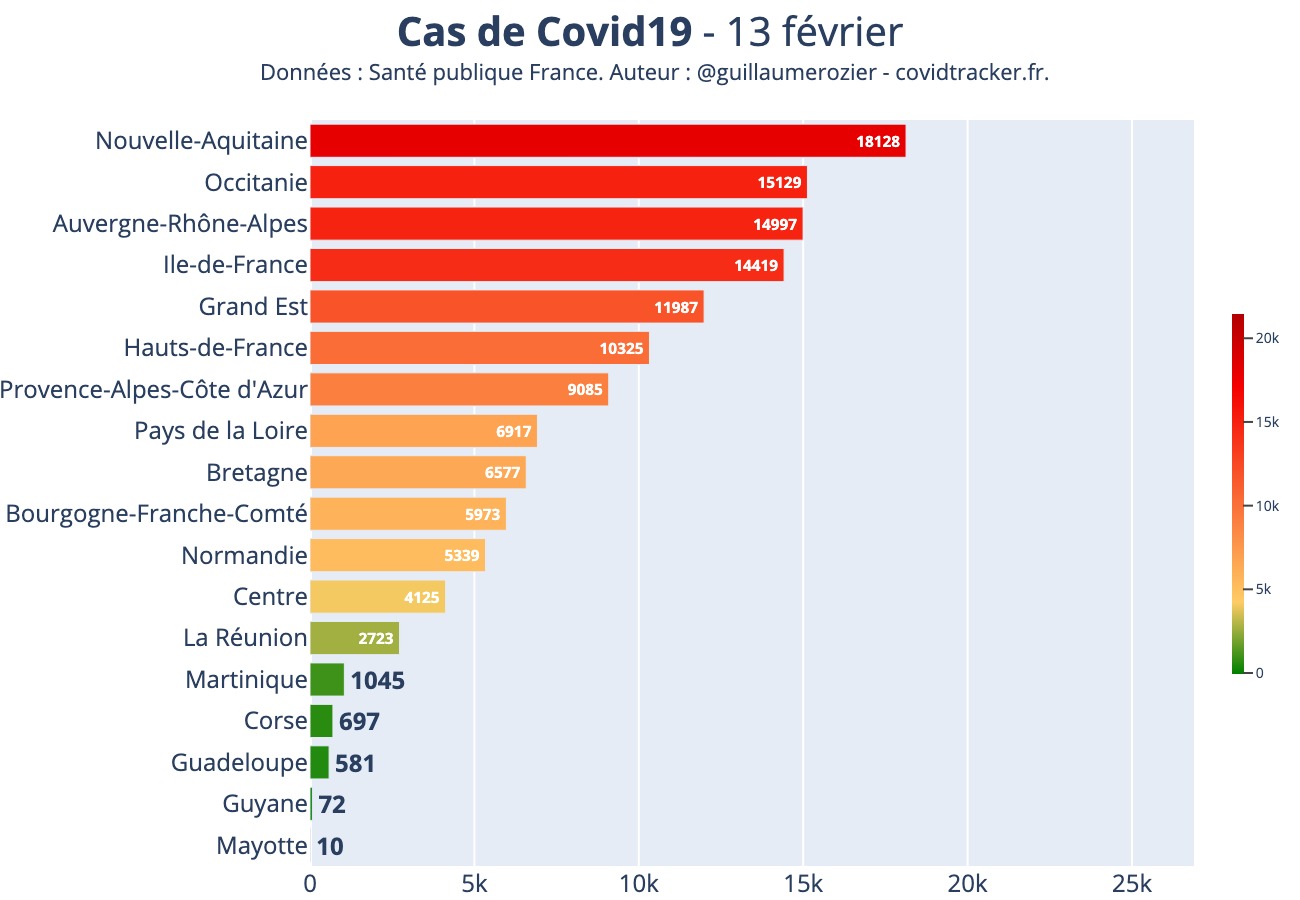 Cas de Covid19 - 13 février
Données : Santé publique France. Auteur : @guillaumerozier - covidtracker.fr.
Nouvelle-Aquitaine 18128
Occitanie 15129
Auvergne-Rhône-Alpes 14997
Ile-de-France 14419
Grand Est 11987
Hauts-de-France 10325
Provence-Alpes-Côte d'Azur 9085
Pays de la Loire 6917
Bretagne 6577
Bourgogne-Franche-Comté 5973
Normandie 5339
Centre 4125
La Réunion 2723
Martinique 1045
Corse 697
Guadeloupe 581
Guyane 72
Mayotte 10
0 5k 10k 15k 20k 25k
20k
15k
10k
5k
0